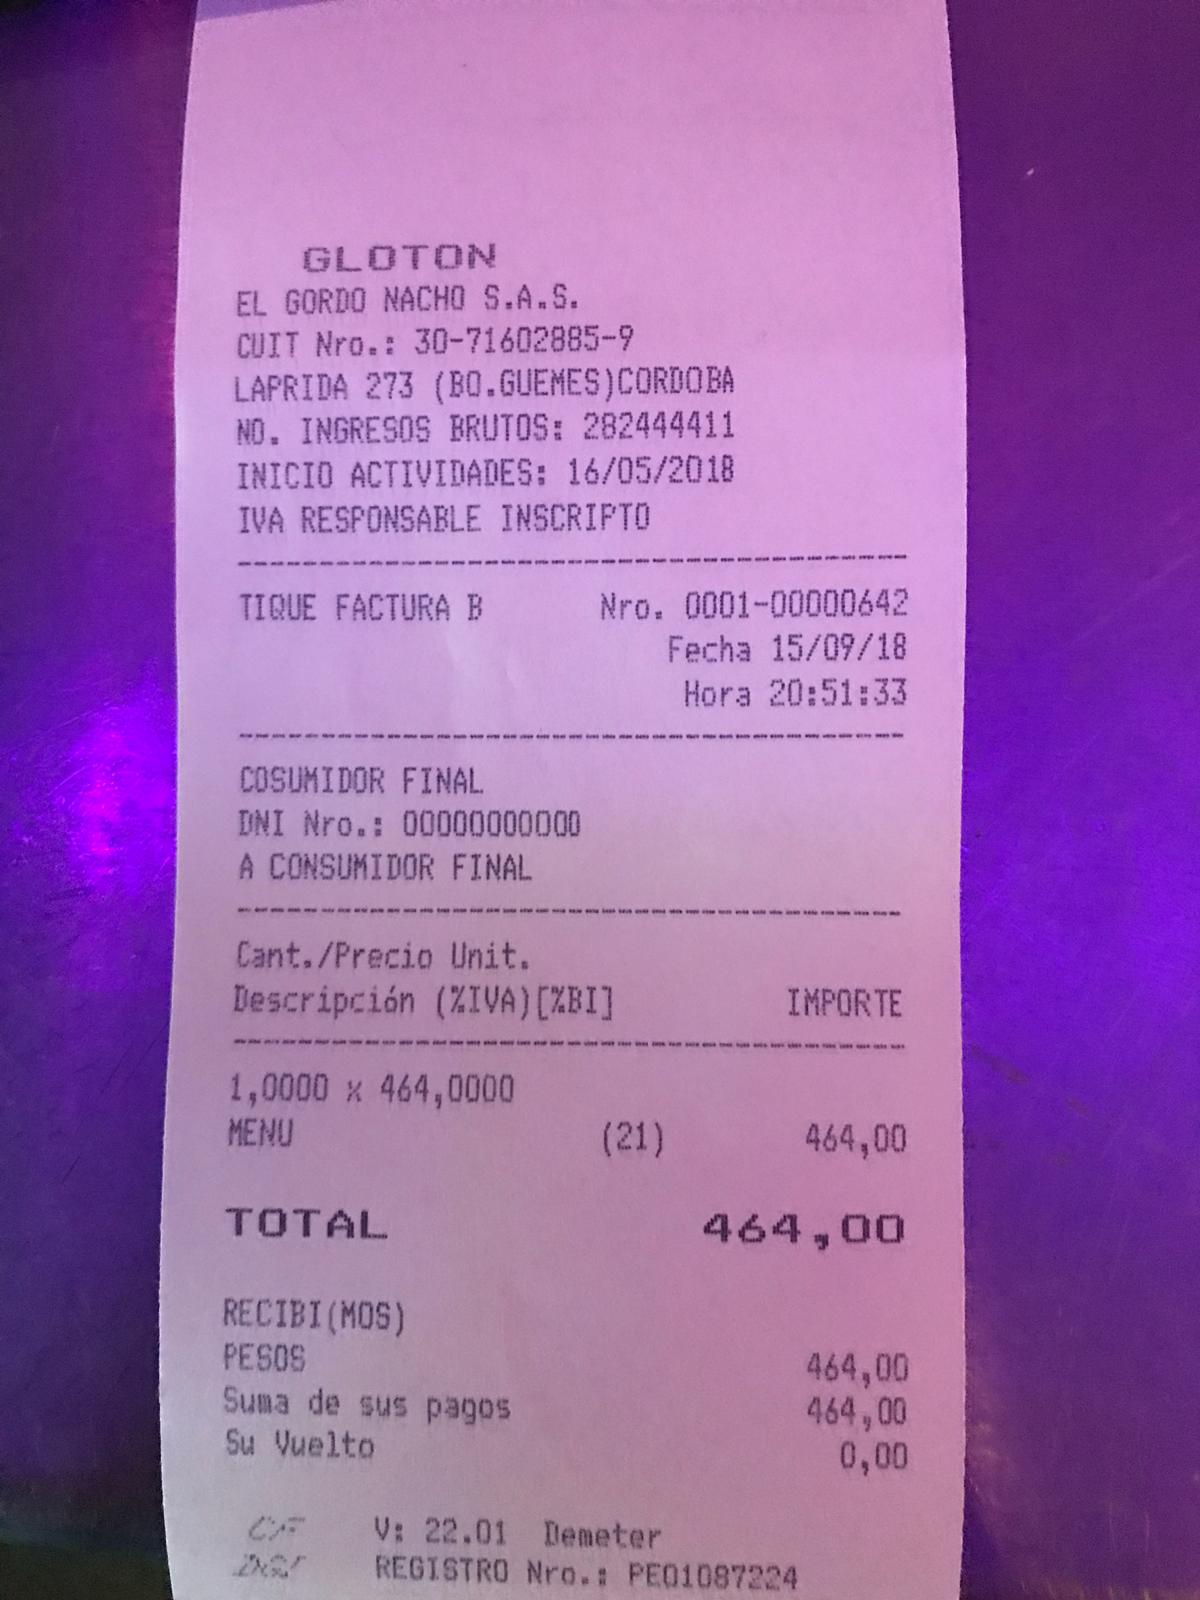 GLOTON
EL GORDO NACHO S.A.S.
CUIT Nro.: 30-71602885-9
LAPRIDA 273 (BO.GUEMES)CORDOBA
NO. INGRESOS BRUTOS: 282444411
INICIO ACTIVIDADES: 16/05/2018
IVA RESPONSABLE INSCRIPTO
TIQUE FACTURA B Nro. 0001-00000642
Fecha 15/09/18
Hora 20:51:33
COSUMIDOR FINAL
DNI Nro.: 00000000000
A CONSUMIDOR FINAL
Cant./Precio Unit.
Descripción (%IVA)[%BI] IMPORTE
1,0000 x 464,0000
MENU (21) 464,00
TOTAL 464,00
RECIBI(MOS)
PESOS 464,00
Suma de sus pagos 464,00
Su Vuelto 0,00
V: 22.01 Demeter
REGISTRO Nro.: PEO1087224